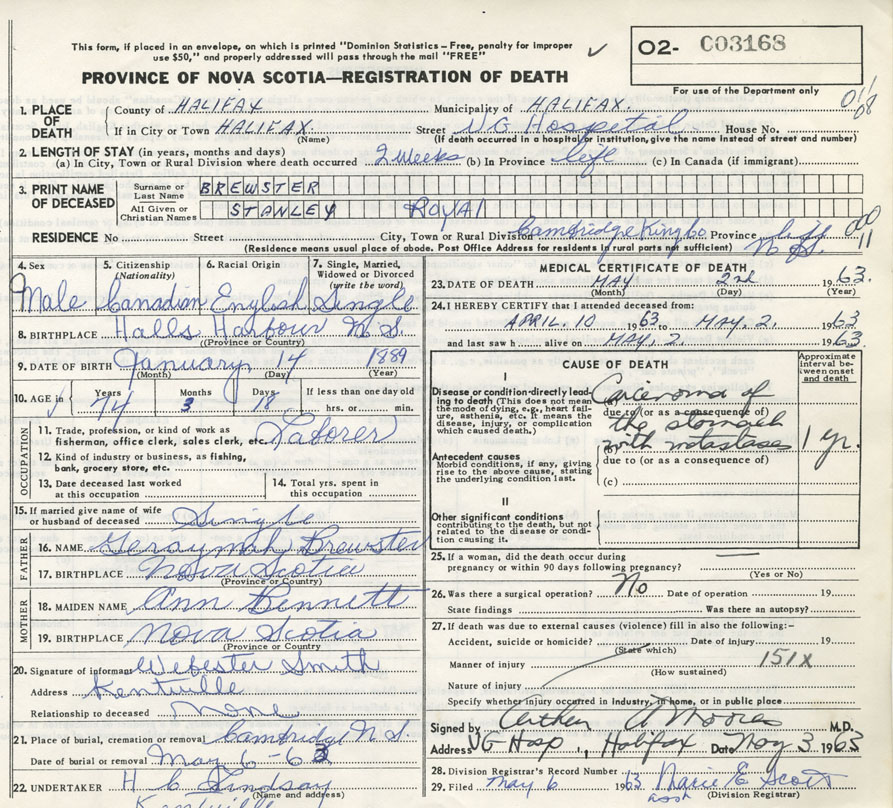 This form, if placed in an envelope, on which is printed "Dominion Statistics – Free, penalty for improper
use $50," and properly addressed will pass through the mail "FREE"
✓
O2- C03168
PROVINCE OF NOVA SCOTIA—REGISTRATION OF DEATH
For use of the Department only
1. PLACE OF DEATH
County of HALIFAX Municipality of HALIFAX.
If in City or Town HALIFAX. Street VG Hospital. House No.
(Name) (If death occurred in a hospital or institution, give the name instead of street and number)
2. LENGTH OF STAY (in years, months and days)
(a) In City, Town or Rural Division where death occurred 2 Weeks (b) In Province life (c) In Canada (if immigrant)
3. PRINT NAME OF DECEASED
Surname or Last Name BREWSTER
All Given or Christian Names STANLEY ROYAl
RESIDENCE No Street City, Town or Rural Division Cambridge King Co. Province N.S.
(Residence means usual place of abode. Post Office Address for residents in rural parts not sufficient)
11
4. Sex Male
5. Citizenship (Nationality) Canadian
6. Racial Origin English
7. Single, Married, Widowed or Divorced (write the word) Single
8. BIRTHPLACE Halls Harbour N.S.
(Province or Country)
9. DATE OF BIRTH January 14 1889
(Month) (Day) (Year)
10. AGE in Years 74 Months 3 Days 18 If less than one day old hrs. or min.
OCCUPATION
11. Trade, profession, or kind of work as
fisherman, office clerk, sales clerk, etc. Laborer
12. Kind of industry or business, as fishing,
bank, grocery store, etc.
13. Date deceased last worked
at this occupation
14. Total yrs. spent in
this occupation
15. If married give name of wife
or husband of deceased Single
FATHER
16. NAME Brewster
17. BIRTHPLACE Nova Scotia
(Province or Country)
MOTHER
18. MAIDEN NAME Ann Bennett
19. BIRTHPLACE Nova Scotia
(Province or Country)
20. Signature of informant Webester Smith
Address Kentville
Relationship to deceased None
21. Place of burial, cremation or removal Cambridge N.S.
Date of burial or removal May 6-63
22. UNDERTAKER H C Lindsay
(Name and address)
Kentville
MEDICAL CERTIFICATE OF DEATH
23. DATE OF DEATH MAY 2nd 1963.
(Month) (Day) (Year)
24. I HEREBY CERTIFY that I attended deceased from:
APRIL. 10 1963 to MAY. 2. 1963
and last saw h alive on MAY. 2 1963.
CAUSE OF DEATH
Approximate interval between onset and death
I
Disease or condition directly leading to death (This does not mean the mode of dying, e.g., heart failure, asthenia, etc. It means the disease, injury, or complication which caused death.)
Carcinoma of
due to (or as a consequence of)
the stomach
with metastase 1 yr.
Antecedent causes
Morbid conditions, if any, giving rise to the above cause, stating the underlying condition last.
due to (or as a consequence of)
(c)
II
Other significant conditions
contributing to the death, but not related to the disease or condition causing it.
25. If a woman, did the death occur during
pregnancy or within 90 days following pregnancy?
(Yes or No)
26. Was there a surgical operation? No Date of operation 19
State findings Was there an autopsy?
27. If death was due to external causes (violence) fill in also the following:-
Accident, suicide or homicide? Date of injury 19
(State which)
Manner of injury 151X
(How sustained)
Nature of injury
Specify whether injury occurred in Industry, in home, or in public place
Signed by A Moores M.D.
Address VG Hosp., Halifax Date May 3 1963
28. Division Registrar's Record Number
29. Filed May 6 1963 Marie E Scott
asst (Division Registrar)